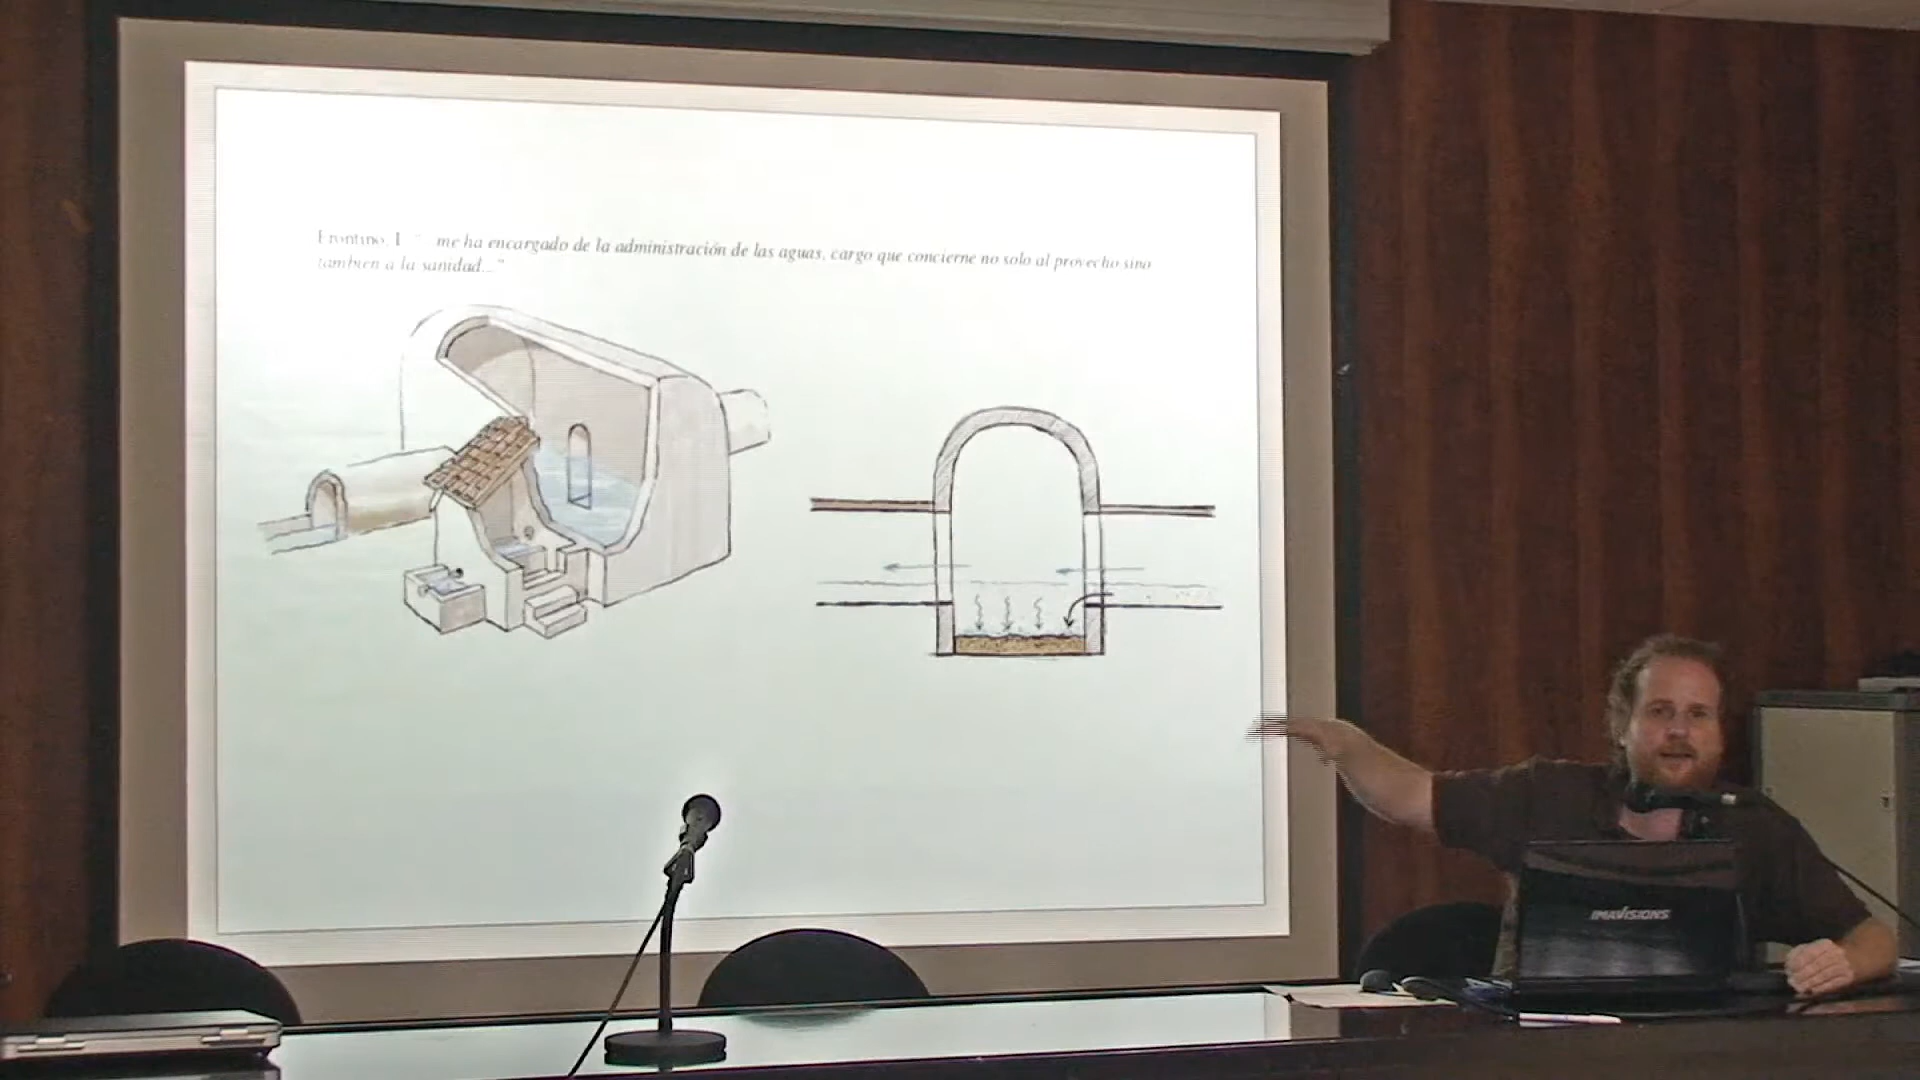 Frontino, I "... me ha encargado de la administración de las aguas, cargo que concierne no solo al provecho sino
tambien a la sanidad..."
IMAVISIONS